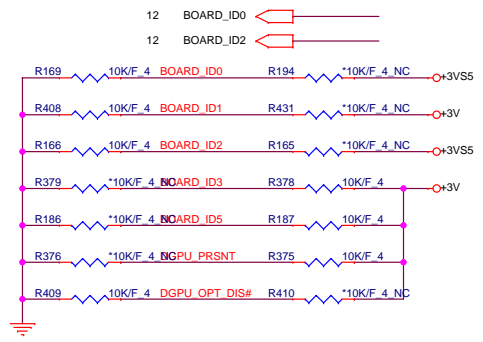 12 BOARD_ID0
12 BOARD_ID2
R169 10K/F_4 BOARD_ID0 R194 *10K/F_4_NC +3VS5
R408 10K/F_4 BOARD_ID1 R431 *10K/F_4_NC +3V
R166 10K/F_4 BOARD_ID2 R165 *10K/F_4_NC +3VS5
R379 *10K/F_4_NC BOARD_ID3 R378 10K/F_4 +3V
R186 *10K/F_4_NC BOARD_ID5 R187 10K/F_4
R376 *10K/F_4_NC DGPU_PRSNT R375 10K/F_4
R409 10K/F_4 DGPU_OPT_DIS# R410 *10K/F_4_NC